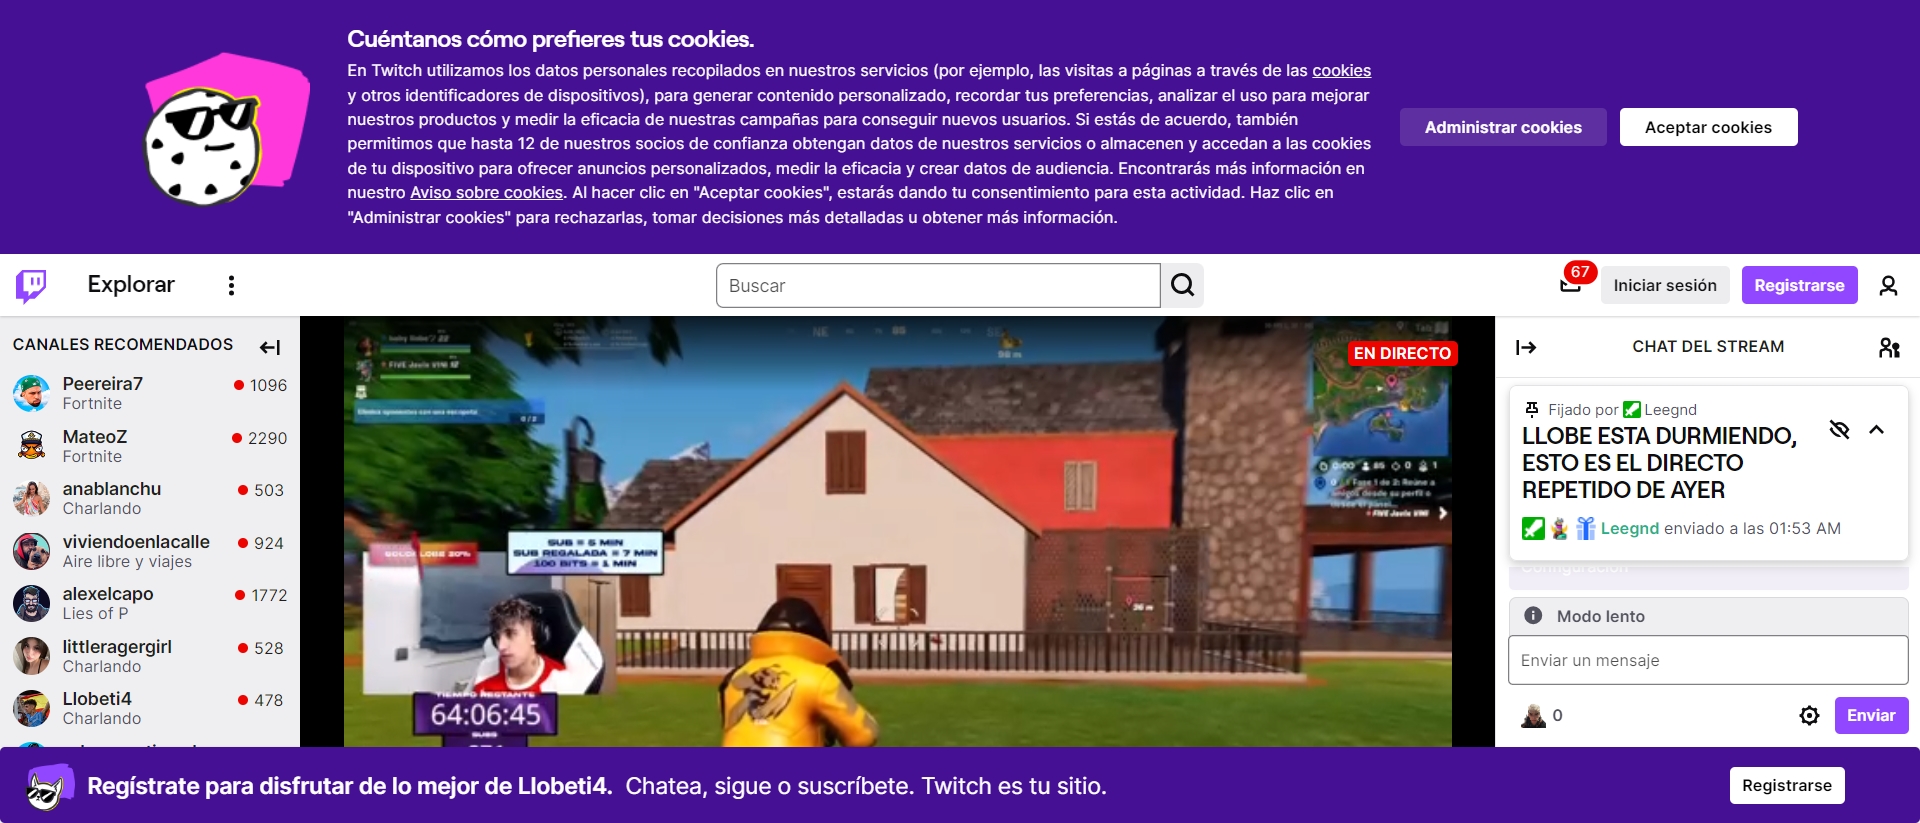 Cuéntanos cómo prefieres tus cookies.
En Twitch utilizamos los datos personales recopilados en nuestros servicios (por ejemplo, las visitas a páginas a través de las cookies
y otros identificadores de dispositivos), para generar contenido personalizado, recordar tus preferencias, analizar el uso para mejorar
nuestros productos y medir la eficacia de nuestras campañas para conseguir nuevos usuarios. Si estás de acuerdo, también
permitimos que hasta 12 de nuestros socios de confianza obtengan datos de nuestros servicios o almacenen y accedan a las cookies
de tu dispositivo para ofrecer anuncios personalizados, medir la eficacia y crear datos de audiencia. Encontrarás más información en
nuestro Aviso sobre cookies. Al hacer clic en "Aceptar cookies", estarás dando tu consentimiento para esta actividad. Haz clic en
"Administrar cookies" para rechazarlas, tomar decisiones más detalladas u obtener más información.
Administrar cookies
Aceptar cookies
Explorar
Buscar
67
Iniciar sesión
Registrarse
CANALES RECOMENDADOS
Peereira7 1096
Fortnite
MateoZ 2290
Fortnite
anablanchu 503
Charlando
viviendoenlacalle 924
Aire libre y viajes
alexelcapo 1772
Lies of P
littleragergirl 528
Charlando
Llobeti4 478
Charlando
NE 85 SE
98 m
EN DIRECTO
SUB = 5 MIN
SUB REGALADA = 7 MIN
100 BITS = 1 MIN
36 m
TIEMPO RESTANTE
64:06:45
SUBS
CHAT DEL STREAM
Fijado por Leegnd
LLOBE ESTA DURMIENDO,
ESTO ES EL DIRECTO
REPETIDO DE AYER
Leegnd enviado a las 01:53 AM
Configuración
Modo lento
Enviar un mensaje
0
Enviar
Regístrate para disfrutar de lo mejor de Llobeti4. Chatea, sigue o suscríbete. Twitch es tu sitio.
Registrarse